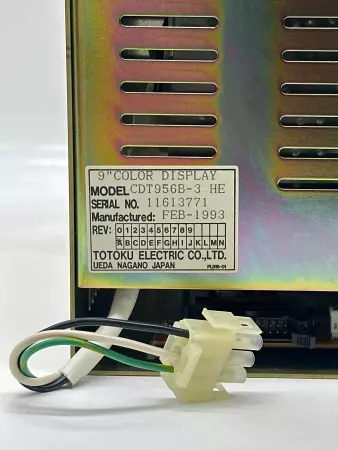 9" COLOR DISPLAY
MODEL CDT956B-3 HE
SERIAL NO. 11613771
Manufactured: FEB-1993
REV: 0 1 2 3 4 5 6 7 8 9
A B C D E F G H I J K L M N
TOTOKU ELECTRIC CO.,LTD.
UEDA NAGANO JAPAN